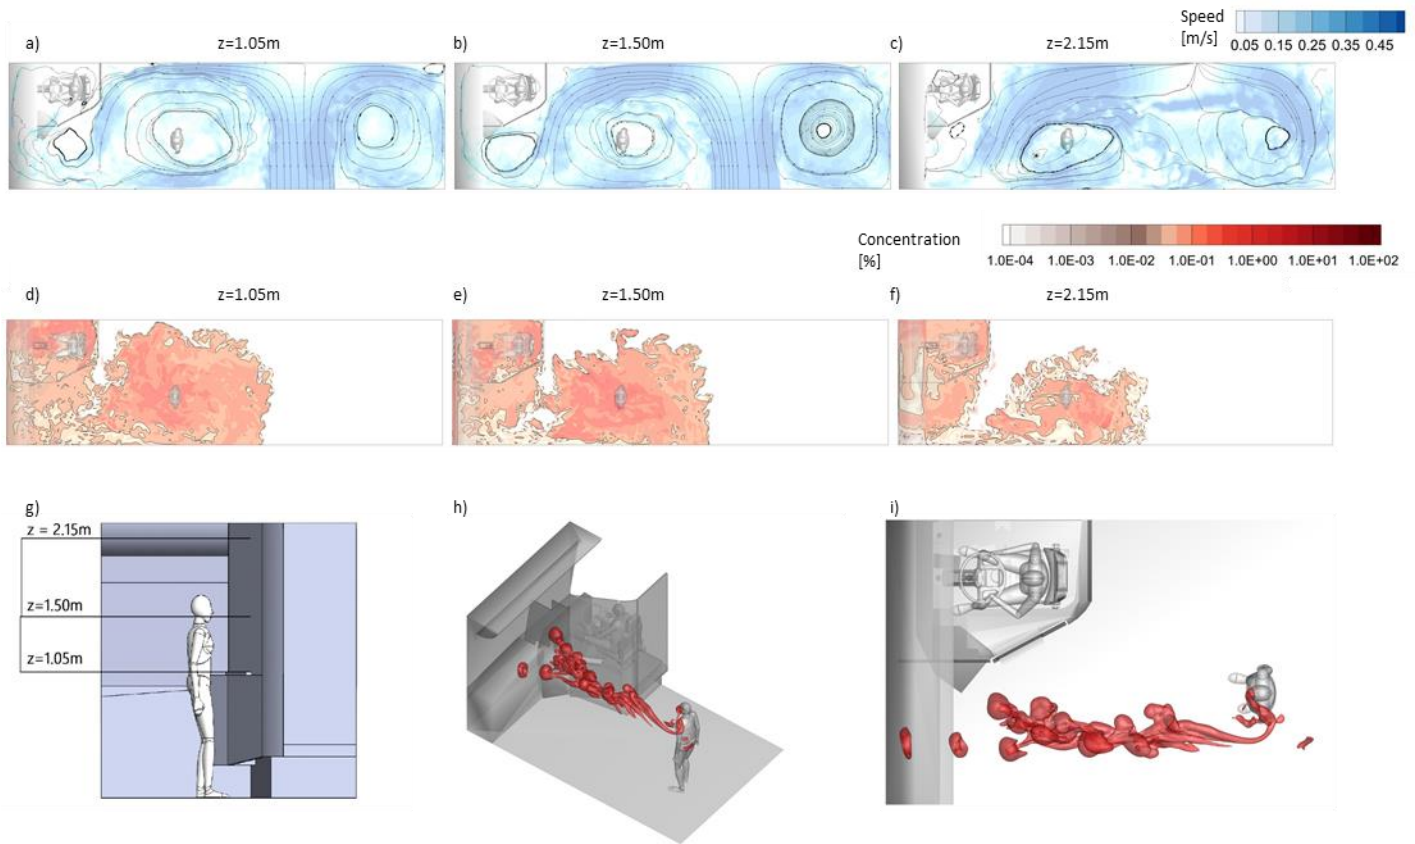 Speed
[m/s]
0.05 0.15 0.25 0.35 0.45
a) z=1.05m
b) z=1.50m
c) z=2.15m
Concentration
[%]
1.0E-04 1.0E-03 1.0E-02 1.0E-01 1.0E+00 1.0E+01 1.0E+02
d) z=1.05m
e) z=1.50m
f) z=2.15m
g)
z = 2.15m
z=1.50m
z=1.05m
h)
i)